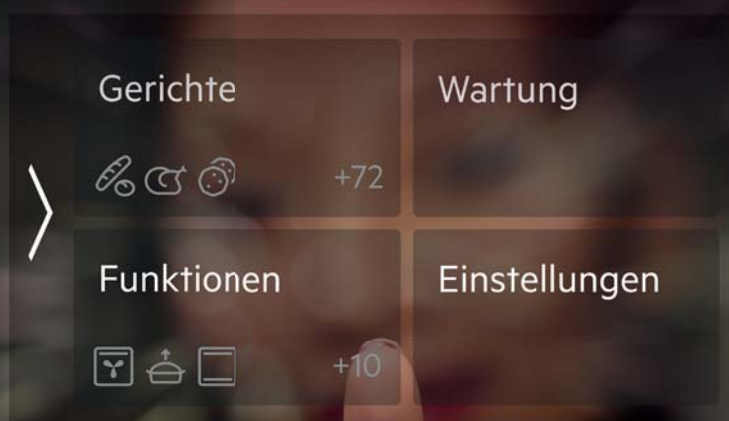 Gerichte
+72
Wartung
Funktionen
+10
Einstellungen